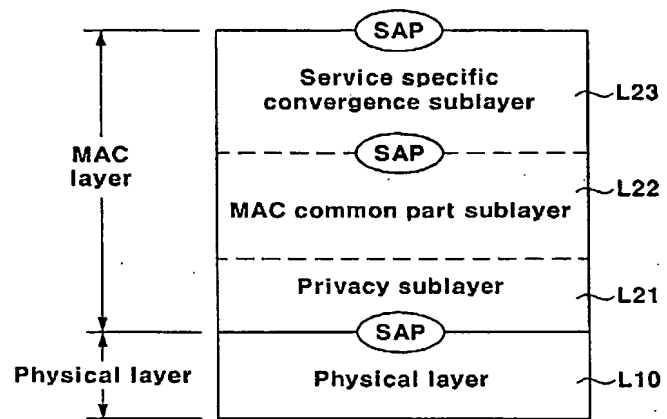 SAP
Service specific
convergence sublayer
L23
MAC
layer
SAP
MAC common part sublayer
L22
Privacy sublayer
L21
SAP
Physical layer
Physical layer
L10